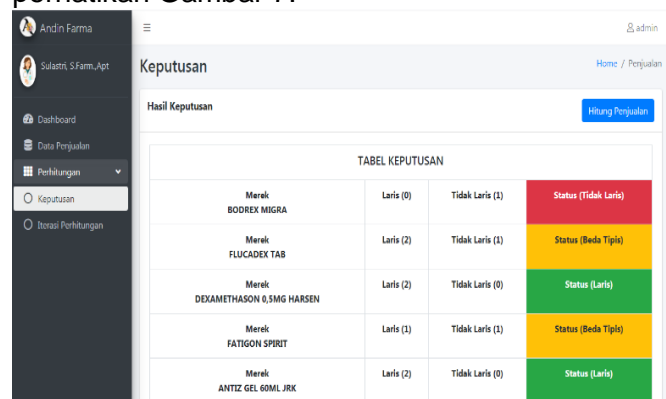 Andin Farma
admin
Sulastri, S.Farm.,Apt
Keputusan
Home / Penjualan
Hasil Keputusan
Hitung Penjualan
Dashboard
Data Penjualan
Perhitungan
Keputusan
Iterasi Perhitungan
TABEL KEPUTUSAN
Merek Laris (0) Tidak Laris (1) Status (Tidak Laris)
BODREX MIGRA
Merek Laris (2) Tidak Laris (1) Status (Beda Tipis)
FLUCADEX TAB
Merek Laris (2) Tidak Laris (0) Status (Laris)
DEXAMETHASON 0,5MG HARSEN
Merek Laris (1) Tidak Laris (1) Status (Beda Tipis)
FATIGON SPIRIT
Merek Laris (2) Tidak Laris (0) Status (Laris)
ANTIZ GEL 60ML JRK